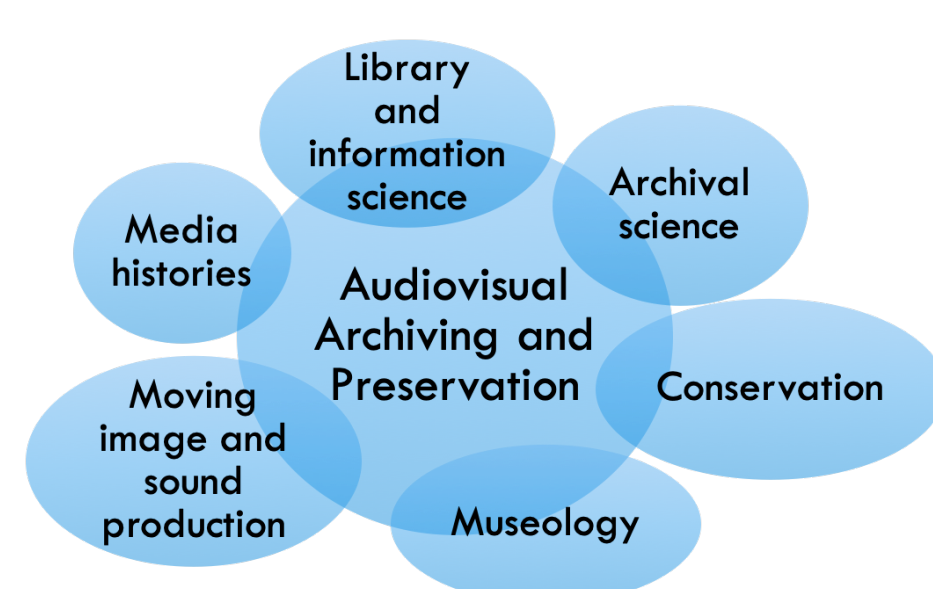 Library
and
information
science
Archival
science
Media
histories
Audiovisual
Archiving and
Preservation
Conservation
Moving
image and
sound
production
Museology